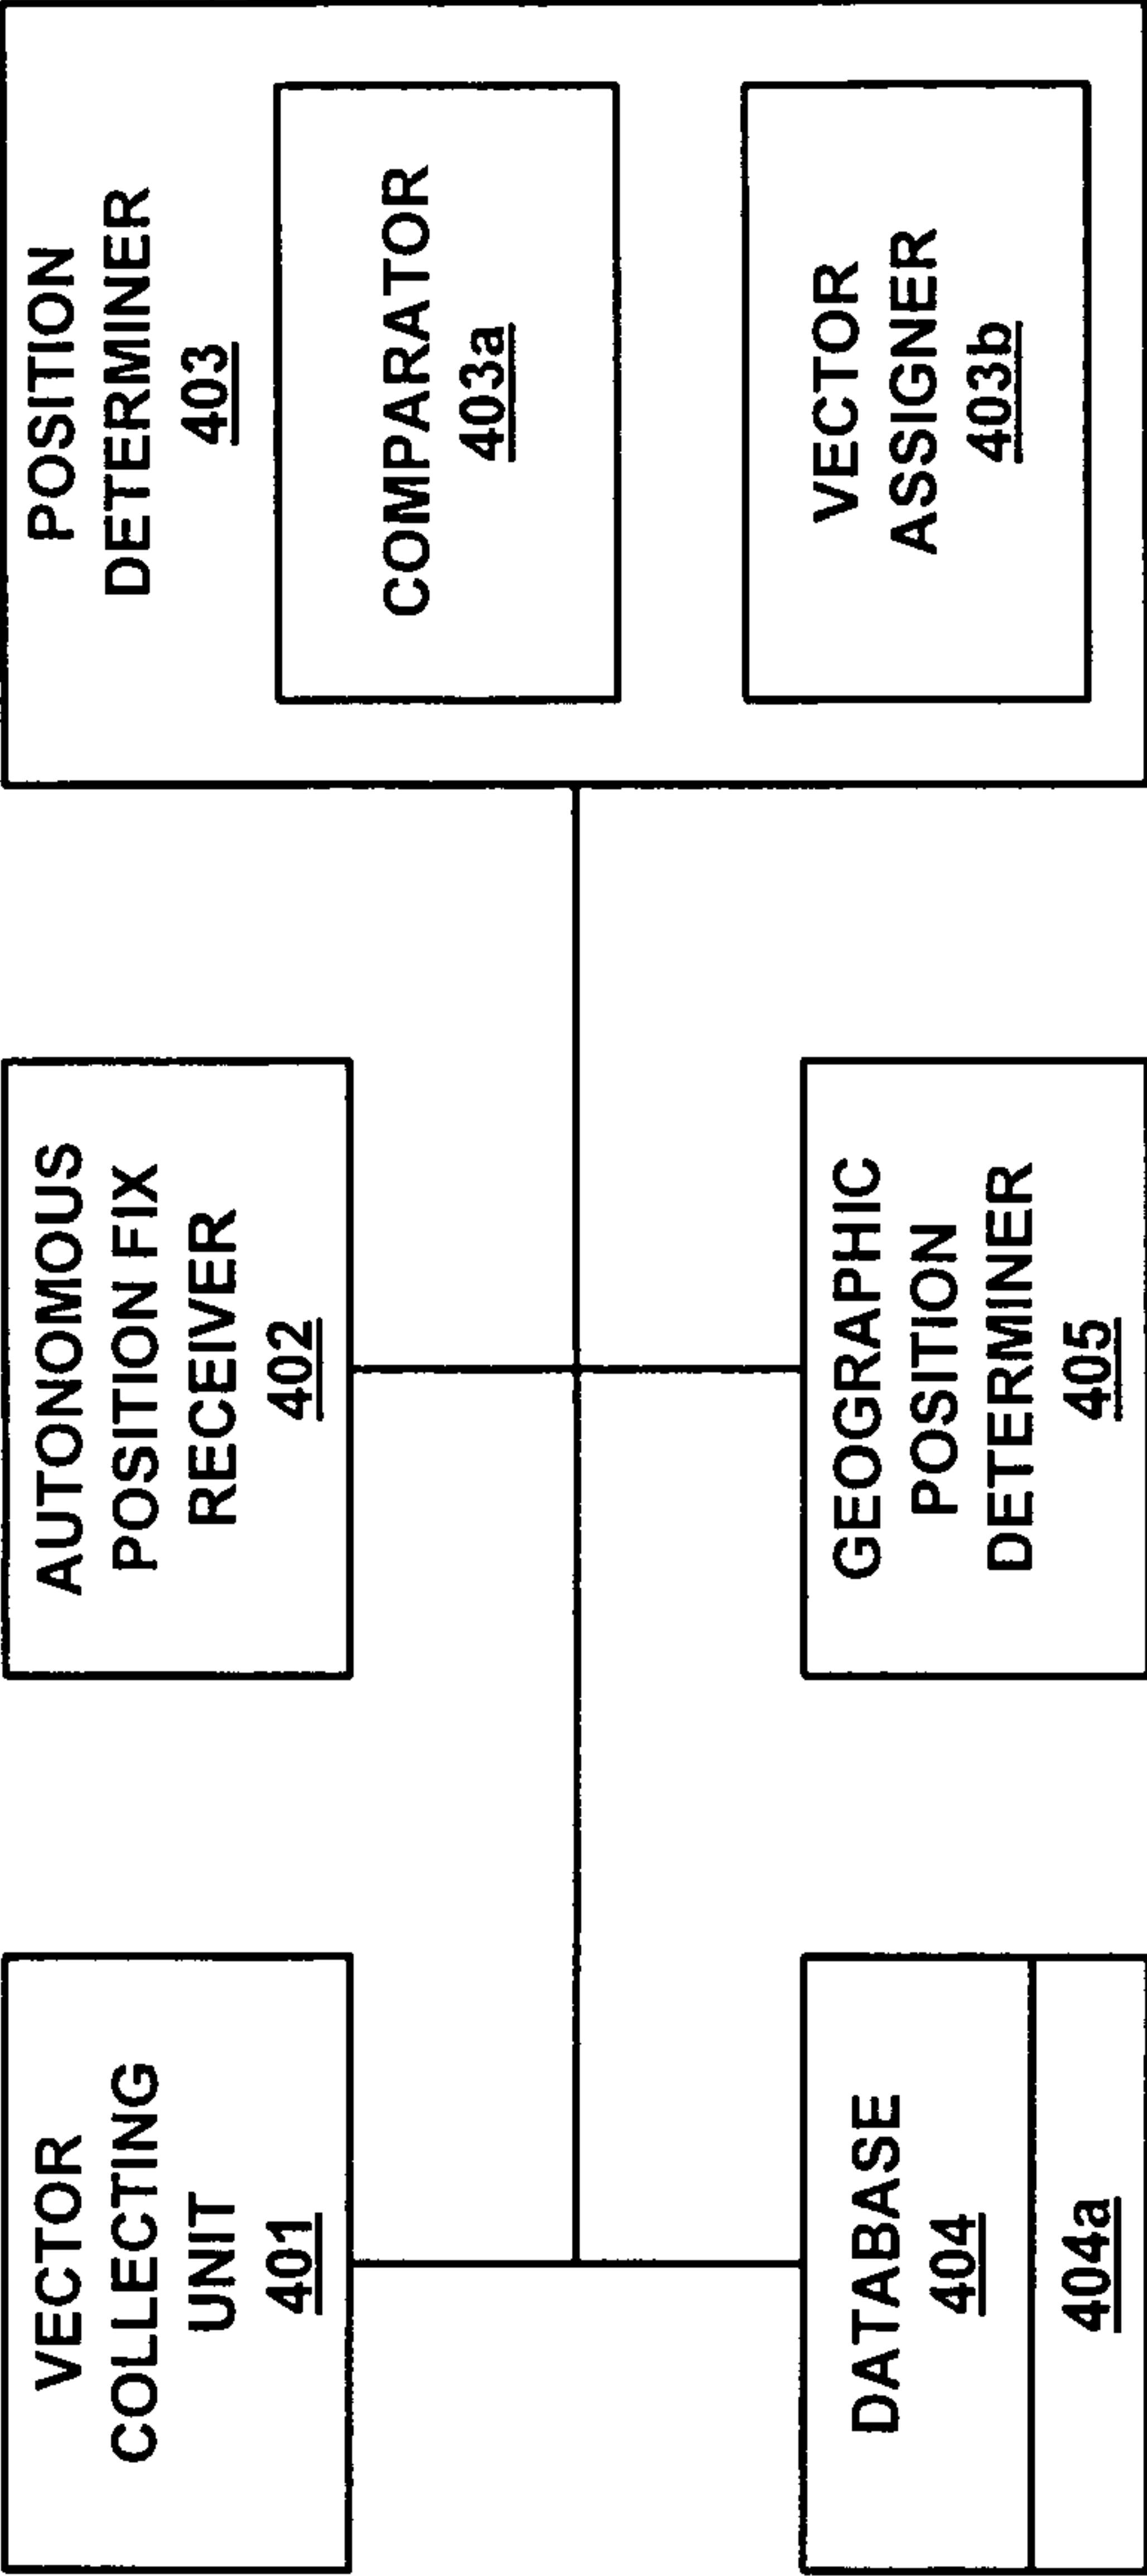 VECTOR
COLLECTING
UNIT
401
AUTONOMOUS
POSITION FIX
RECEIVER
402
POSITION
DETERMINER
403
COMPARATOR
403a
VECTOR
ASSIGNER
403b
DATABASE
404
404a
GEOGRAPHIC
POSITION
DETERMINER
405